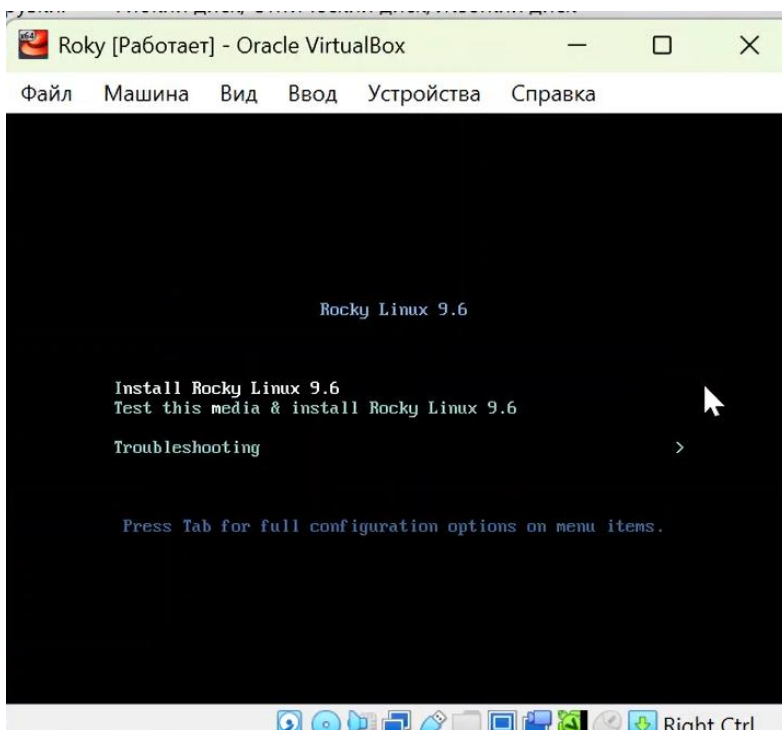 Roky [Работает] - Oracle VirtualBox
Файл Машина Вид Ввод Устройства Справка
Rocky Linux 9.6
Install Rocky Linux 9.6
Test this media & install Rocky Linux 9.6
Troubleshooting >
Press Tab for full configuration options on menu items.
Right Ctrl